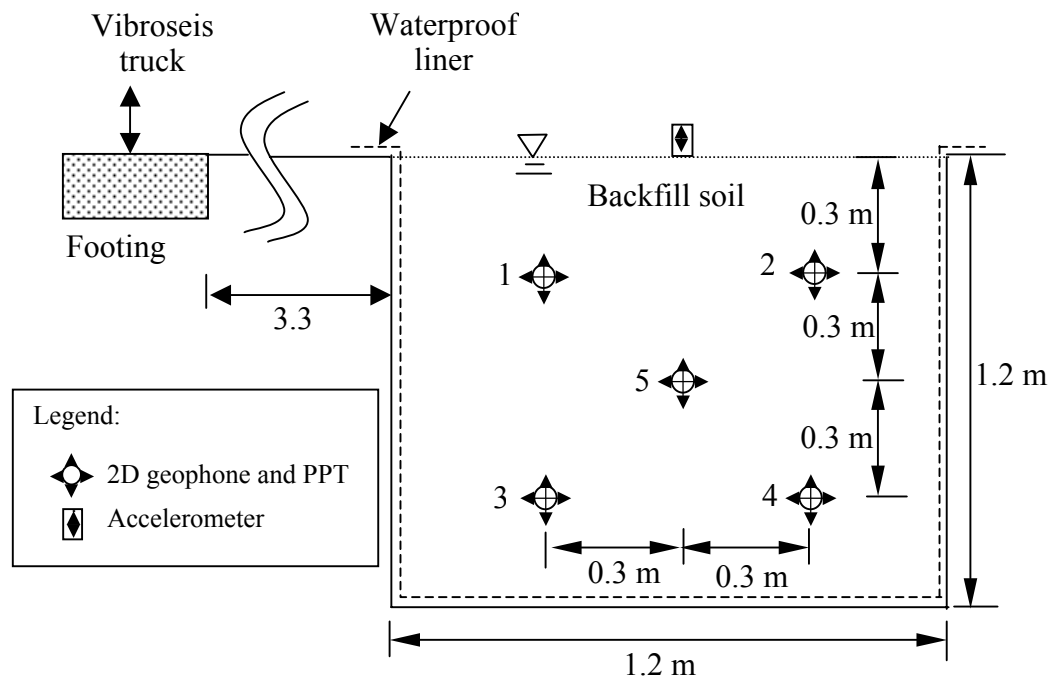 Vibroseis
truck
Waterproof
liner
Backfill soil
Footing
0.3 m
1
2
3.3
0.3 m
5
1.2 m
Legend:
2D geophone and PPT
Accelerometer
0.3 m
3
4
0.3 m
0.3 m
1.2 m